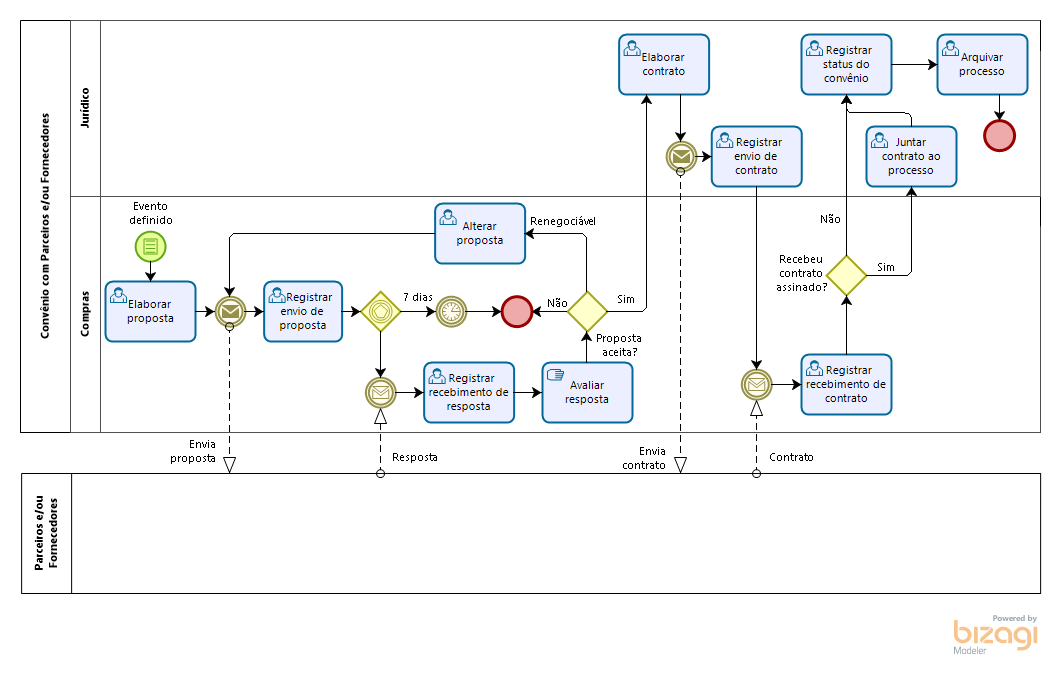 Convênio com Parceiros e/ou Fornecedores
Jurídico
Elaborar
contrato
Registrar
envio de
contrato
Registrar
status do
convênio
Arquivar
processo
Juntar
contrato ao
processo
Compras
Evento
definido
Elaborar
proposta
Registrar
envio de
proposta
7 dias
Alterar
proposta
Renegociável
Não
Sim
Proposta
aceita?
Registrar
recebimento de
resposta
Avaliar
resposta
Não
Recebeu
contrato
assinado?
Sim
Registrar
recebimento de
contrato
Envia
proposta
Resposta
Envia
contrato
Contrato
Parceiros e/ou
Fornecedores
Powered by
bizagi
Modeler